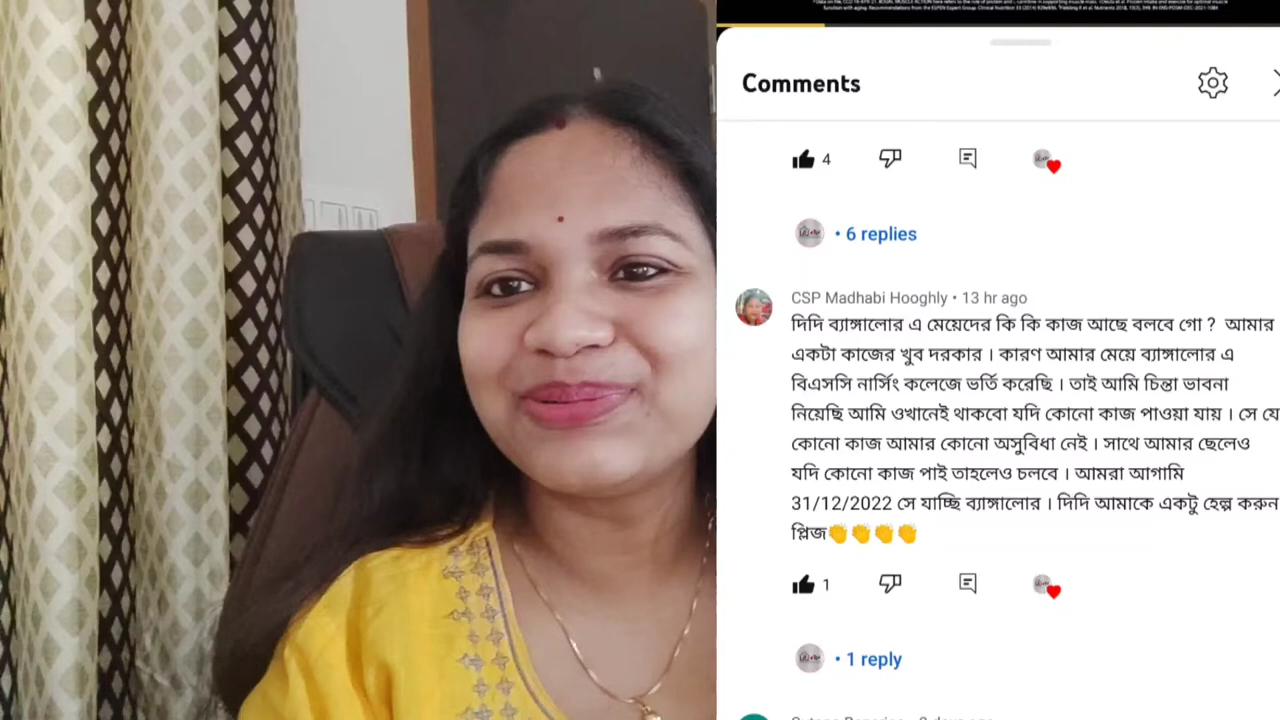 Comments
4
• 6 replies
CSP Madhabi Hooghly • 13 hr ago
দিদি ব্যাঙ্গালোর এ মেয়েদের কি কি কাজ আছে বলবে গো ? আমার
একটা কাজের খুব দরকার । কারণ আমার মেয়ে ব্যাঙ্গালোর এ
বিএসসি নার্সিং কলেজে ভর্তি করেছি । তাই আমি চিন্তা ভাবনা
নিয়েছি আমি ওখানেই থাকবো যদি কোনো কাজ পাওয়া যায় । সে যে
কোনো কাজ আমার কোনো অসুবিধা নেই । সাথে আমার ছেলেও
যদি কোনো কাজ পাই তাহলেও চলবে । আমরা আগামি
31/12/2022 সে যাচ্ছি ব্যাঙ্গালোর । দিদি আমাকে একটু হেল্প করুন
প্লিজ👏👏👏👏
1
• 1 reply